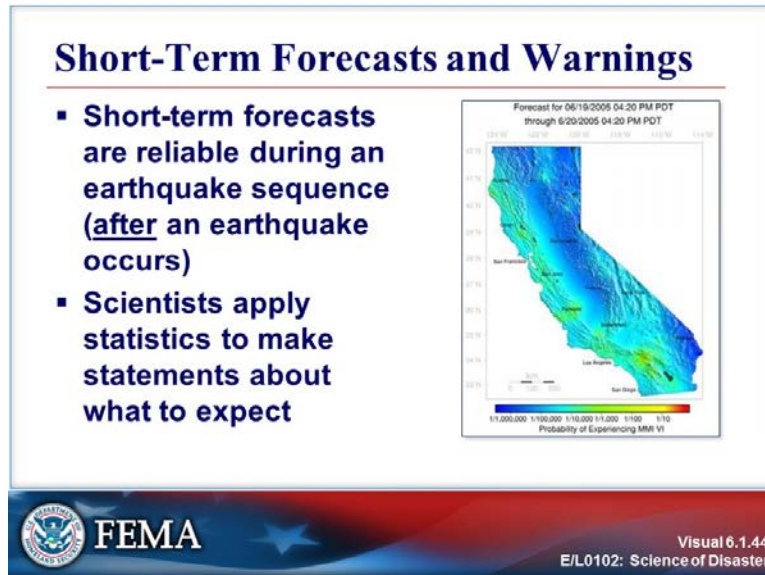 Short-Term Forecasts and Warnings
▪ Short-term forecasts
are reliable during an
earthquake sequence
(after an earthquake
occurs)
▪ Scientists apply
statistics to make
statements about
what to expect
Forecast for 06/19/2005 04:20 PM PDT
through 6/20/2005 04:20 PM PDT
San Francisco
San Jose
Los Angeles
San Diego
1/1,000,000 1/100,000 1/10,000 1/1,000 1/100 1/10
Probability of Experiencing MMI VI
FEMA
Visual 6.1.44
E/L0102: Science of Disaster